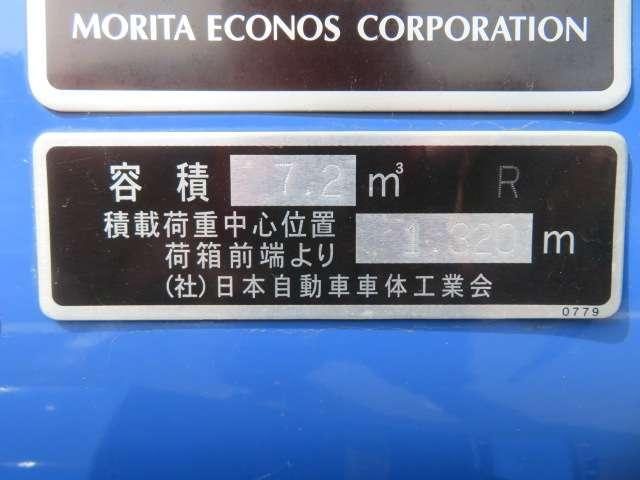 MORITA ECONOS CORPORATION
容積 7.2 m³ R
積載荷重中心位置
荷箱前端より 1.320 m
(社)日本自動車車体工業会
0779